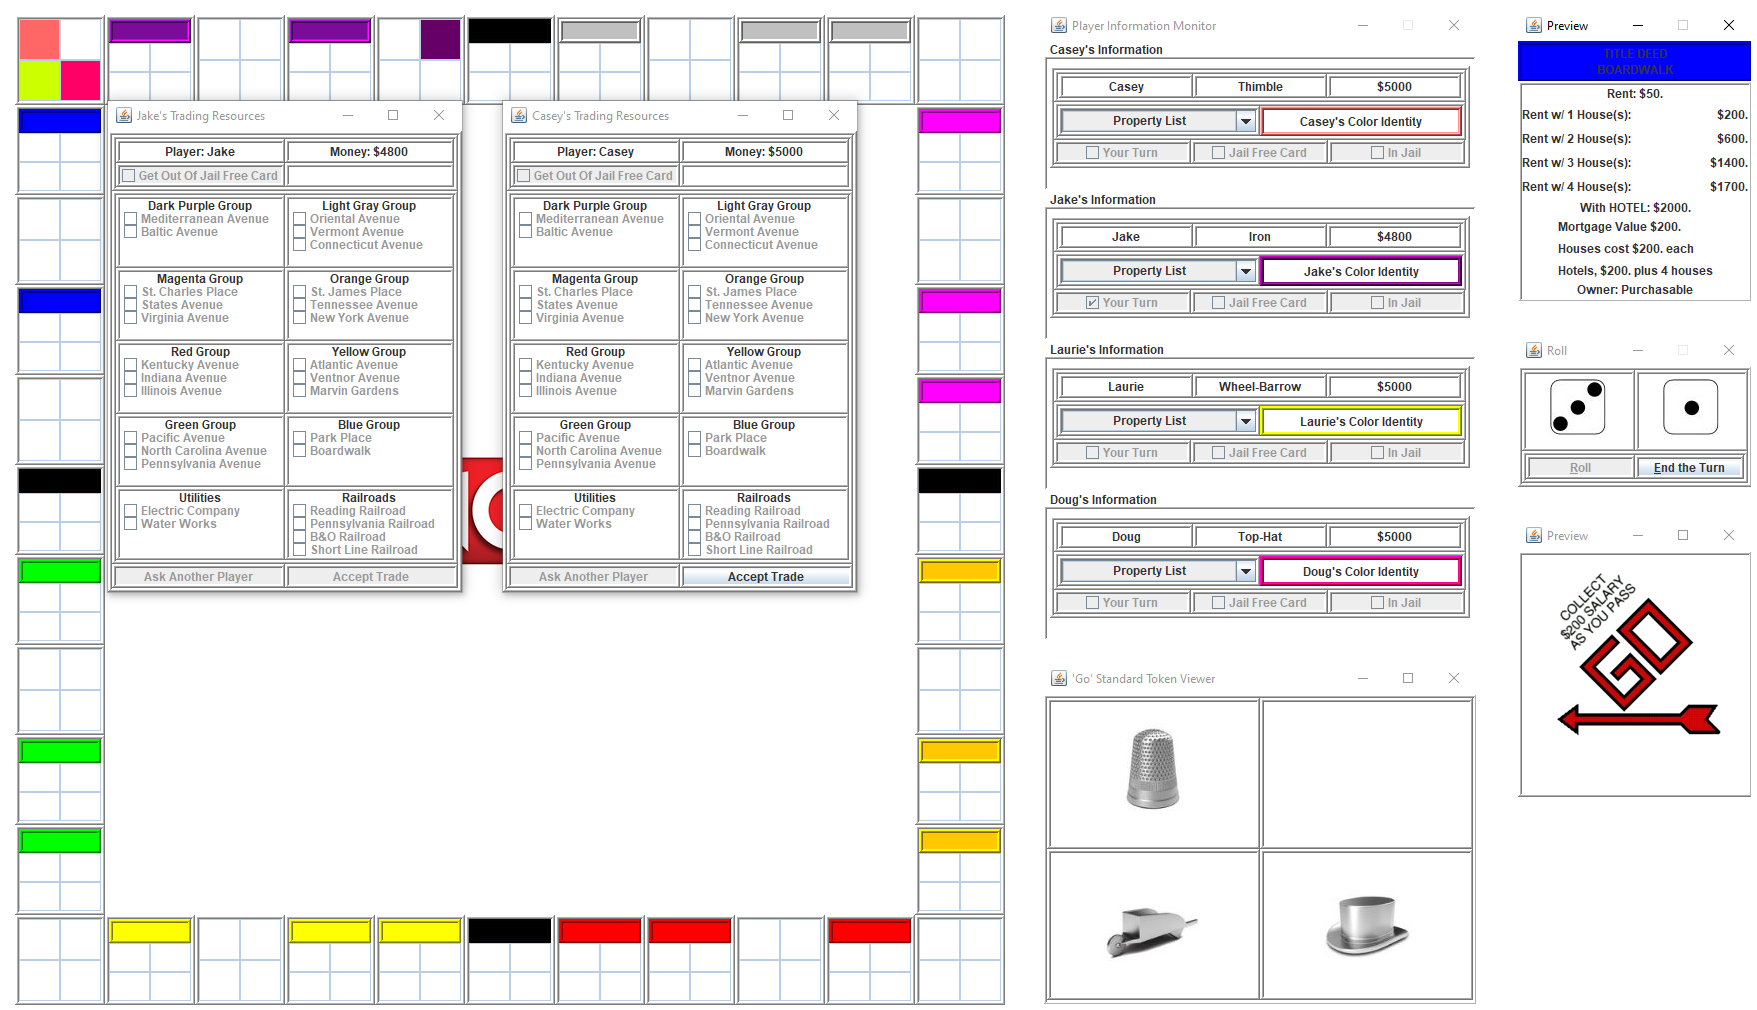 Jake's Trading Resources
Player: Jake
Money: $4800
Get Out Of Jail Free Card
Dark Purple Group
Mediterranean Avenue
Baltic Avenue
Light Gray Group
Oriental Avenue
Vermont Avenue
Connecticut Avenue
Magenta Group
St. Charles Place
States Avenue
Virginia Avenue
Orange Group
St. James Place
Tennessee Avenue
New York Avenue
Red Group
Kentucky Avenue
Indiana Avenue
Illinois Avenue
Yellow Group
Atlantic Avenue
Ventnor Avenue
Marvin Gardens
Green Group
Pacific Avenue
North Carolina Avenue
Pennsylvania Avenue
Blue Group
Park Place
Boardwalk
Utilities
Electric Company
Water Works
Railroads
Reading Railroad
Pennsylvania Railroad
B&O Railroad
Short Line Railroad
Ask Another Player
Accept Trade
Casey's Trading Resources
Player: Casey
Money: $5000
Get Out Of Jail Free Card
Dark Purple Group
Mediterranean Avenue
Baltic Avenue
Light Gray Group
Oriental Avenue
Vermont Avenue
Connecticut Avenue
Magenta Group
St. Charles Place
States Avenue
Virginia Avenue
Orange Group
St. James Place
Tennessee Avenue
New York Avenue
Red Group
Kentucky Avenue
Indiana Avenue
Illinois Avenue
Yellow Group
Atlantic Avenue
Ventnor Avenue
Marvin Gardens
Green Group
Pacific Avenue
North Carolina Avenue
Pennsylvania Avenue
Blue Group
Park Place
Boardwalk
Utilities
Electric Company
Water Works
Railroads
Reading Railroad
Pennsylvania Railroad
B&O Railroad
Short Line Railroad
Ask Another Player
Accept Trade
Player Information Monitor
Casey's Information
Casey
Thimble
$5000
Property List
Casey's Color Identity
Your Turn
Jail Free Card
In Jail
Jake's Information
Jake
Iron
$4800
Property List
Jake's Color Identity
Your Turn
Jail Free Card
In Jail
Laurie's Information
Laurie
Wheel-Barrow
$5000
Property List
Laurie's Color Identity
Your Turn
Jail Free Card
In Jail
Doug's Information
Doug
Top-Hat
$5000
Property List
Doug's Color Identity
Your Turn
Jail Free Card
In Jail
'Go' Standard Token Viewer
Preview
TITLE DEED
BOARDWALK
Rent: $50.
Rent w/ 1 House(s): $200.
Rent w/ 2 House(s): $600.
Rent w/ 3 House(s): $1400.
Rent w/ 4 House(s): $1700.
With HOTEL: $2000.
Mortgage Value $200.
Houses cost $200. each
Hotels, $200. plus 4 houses
Owner: Purchasable
Roll
Roll
End the Turn
Preview
COLLECT
$200 SALARY
AS YOU PASS
GO